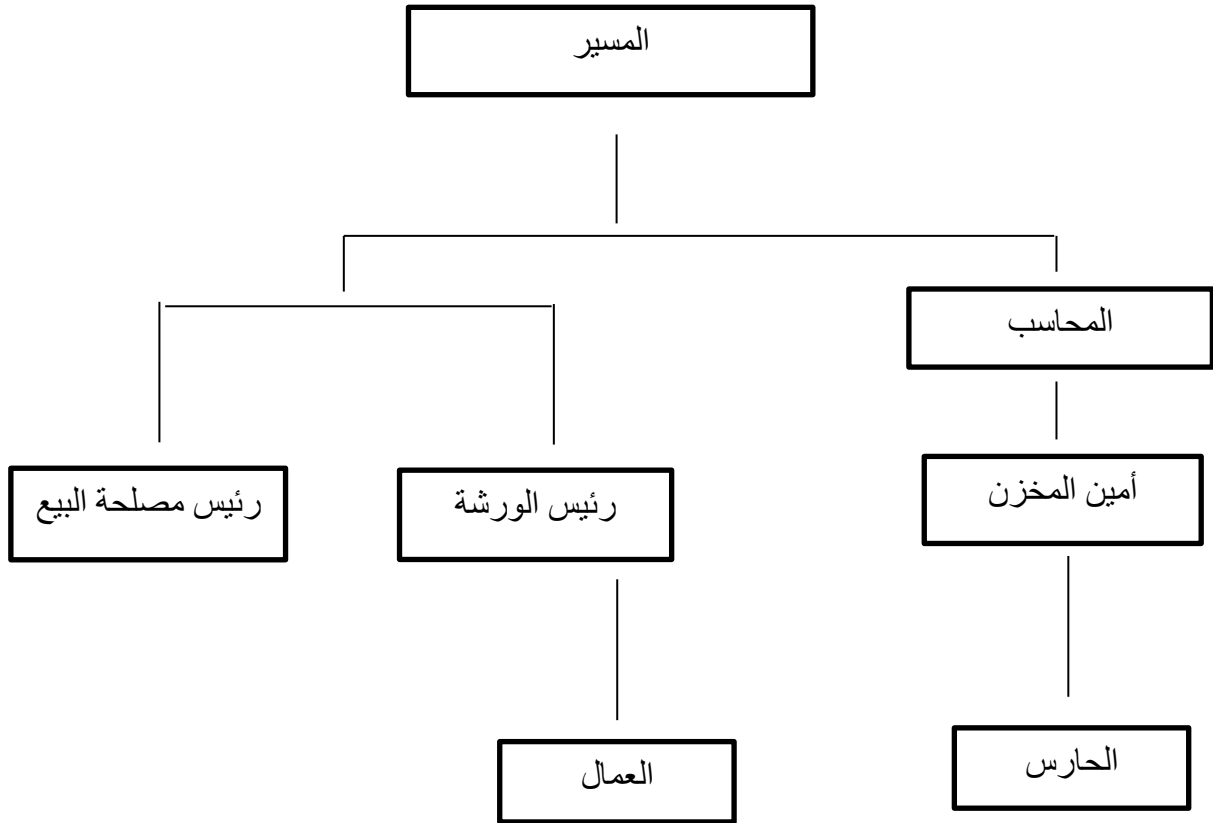 المسير
المحاسب
أمين المخزن
رئيس الورشة
رئيس مصلحة البيع
الحارس
العمال